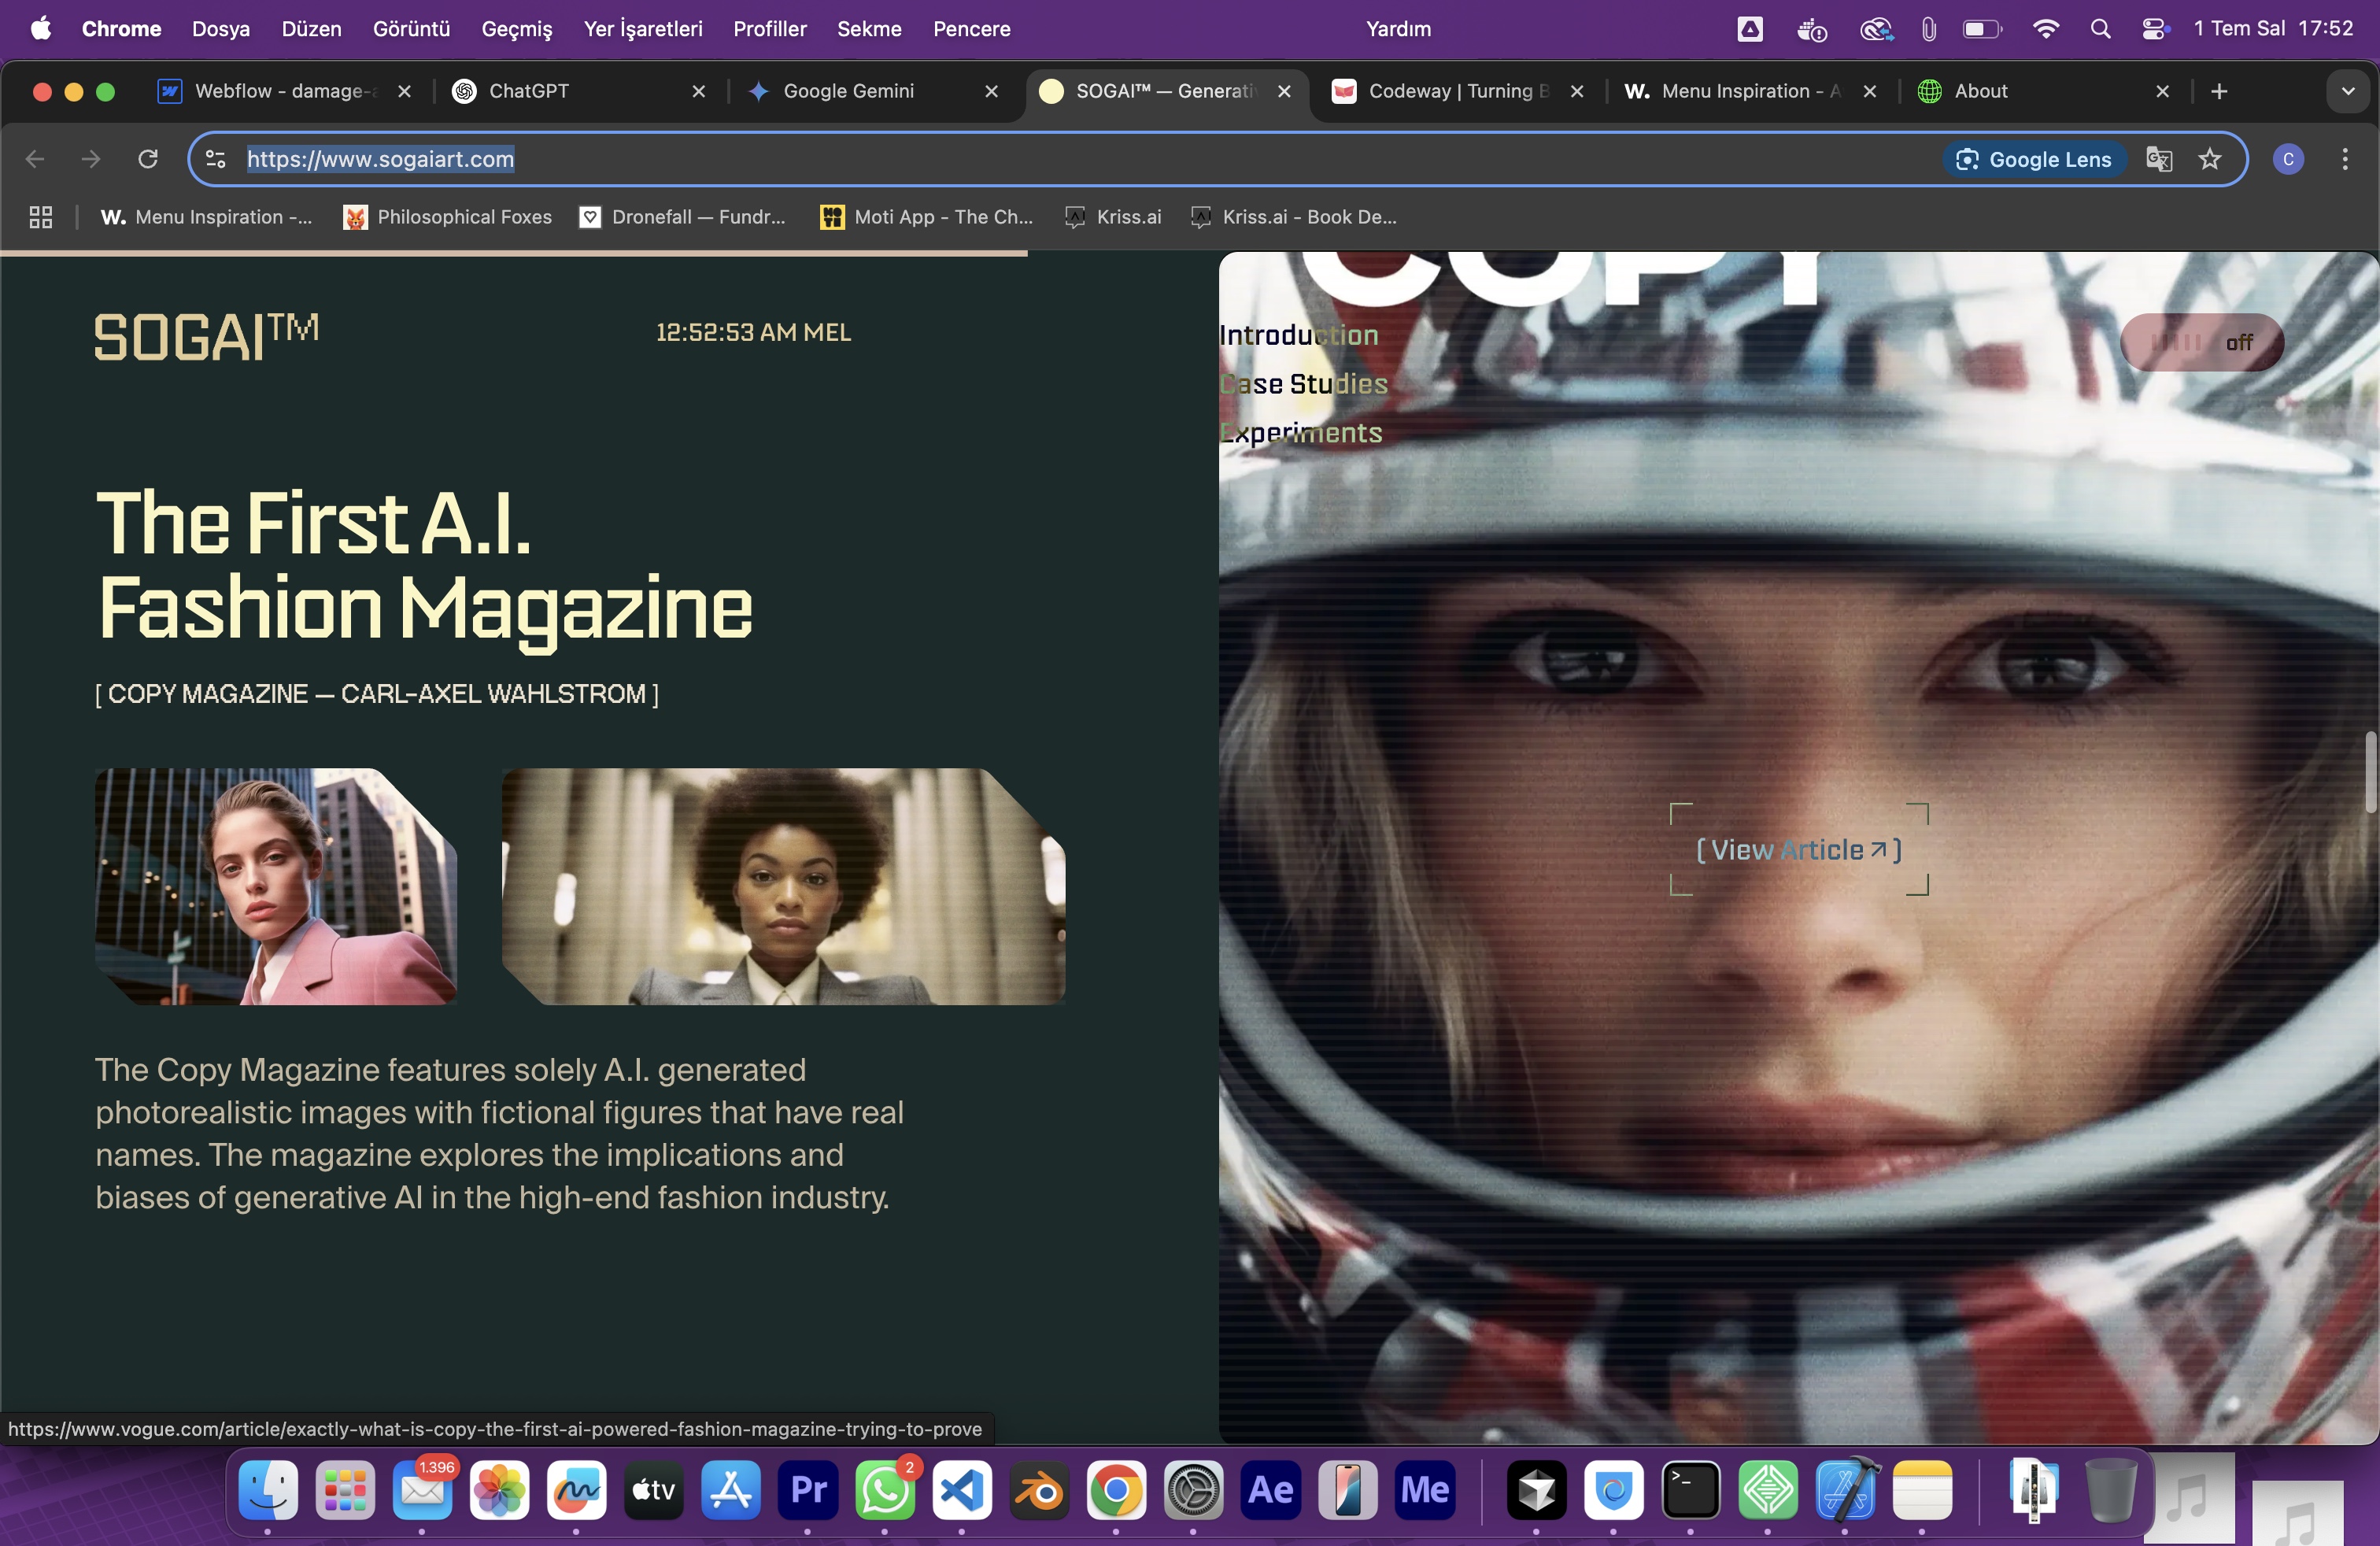 Chrome Dosya Düzen Görüntü Geçmiş Yer İşaretleri Profiller Sekme Pencere Yardım 1 Tem Sal 17:52
Webflow - damage-a ChatGPT Google Gemini SOGAI™ — Generati Codeway | Turning B W. Menu Inspiration - A About
https://www.sogaiart.com Google Lens C
W. Menu Inspiration -... Philosophical Foxes Dronefall — Fundr... MOTI Moti App - The Ch... Kriss.ai Kriss.ai - Book De...
SOGAI™
12:52:53 AM MEL
COPY
Introduction
Case Studies
Experiments
off
The First A.I.
Fashion Magazine
[ COPY MAGAZINE — CARL-AXEL WAHLSTROM ]
[ View Article ↗ ]
The Copy Magazine features solely A.I. generated
photorealistic images with fictional figures that have real
names. The magazine explores the implications and
biases of generative AI in the high-end fashion industry.
https://www.vogue.com/article/exactly-what-is-copy-the-first-ai-powered-fashion-magazine-trying-to-prove
1.396 tv Pr 2 Ae Me >_